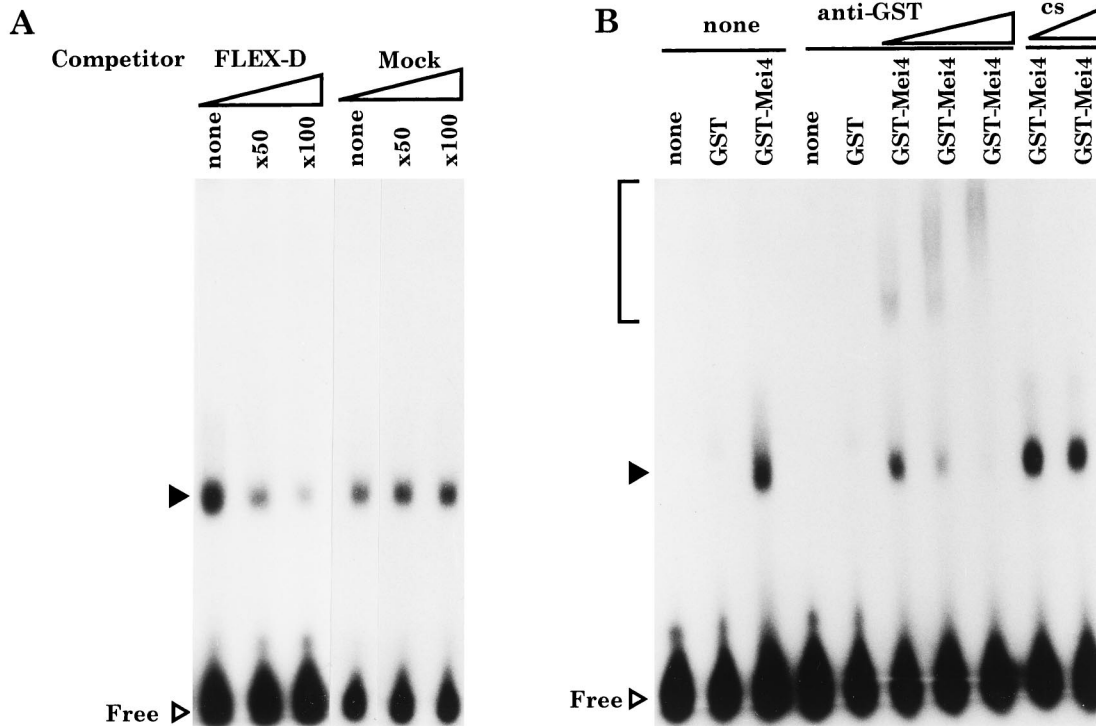 A
Competitor FLEX-D Mock
none x50 x100 none x50 x100
Free
B
none anti-GST cs
none GST GST-Mei4 none GST GST-Mei4 GST-Mei4 GST-Mei4 GST-Mei4 GST-Mei4
Free